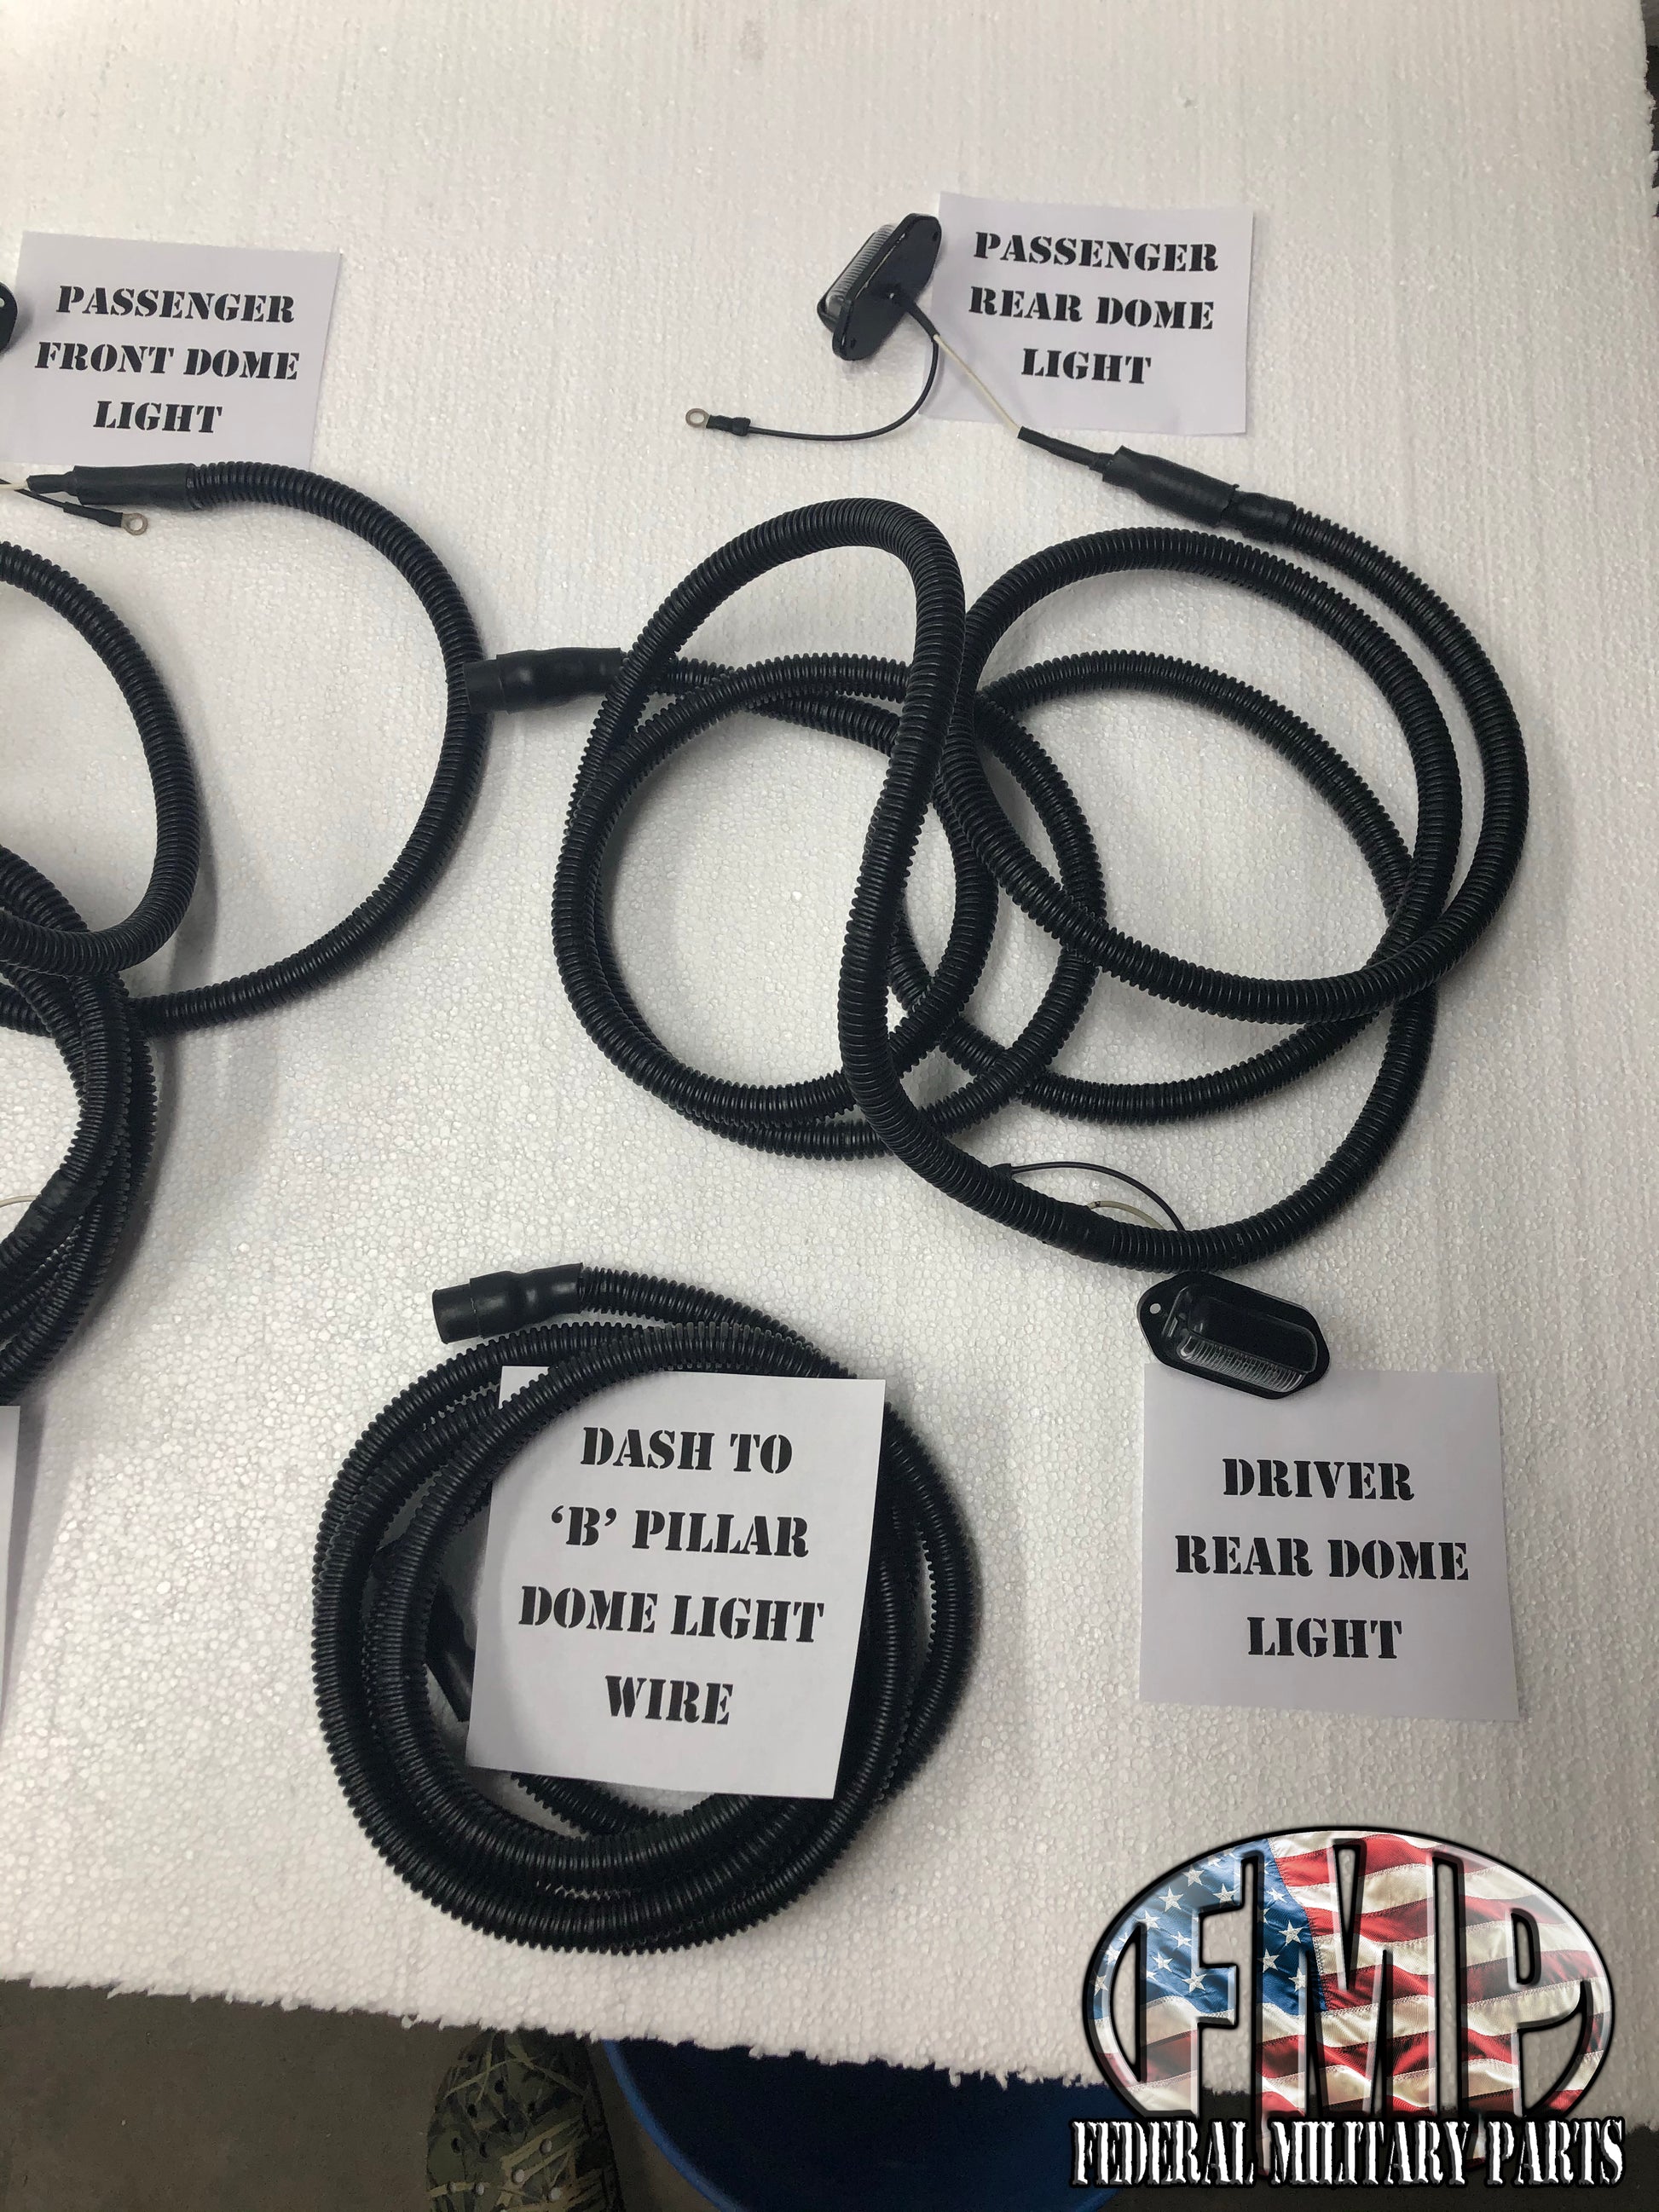 PASSENGER
FRONT DOME
LIGHT
PASSENGER
REAR DOME
LIGHT
DASH TO
‘B’ PILLAR
DOME LIGHT
WIRE
DRIVER
REAR DOME
LIGHT
FMP
FEDERAL MILITARY PARTS